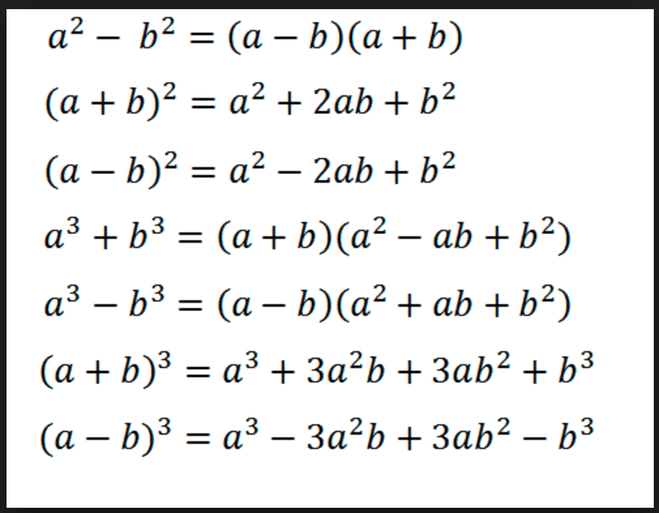 a² − b² = (a − b)(a + b)
(a + b)² = a² + 2ab + b²
(a − b)² = a² − 2ab + b²
a³ + b³ = (a + b)(a² − ab + b²)
a³ − b³ = (a − b)(a² + ab + b²)
(a + b)³ = a³ + 3a²b + 3ab² + b³
(a − b)³ = a³ − 3a²b + 3ab² − b³